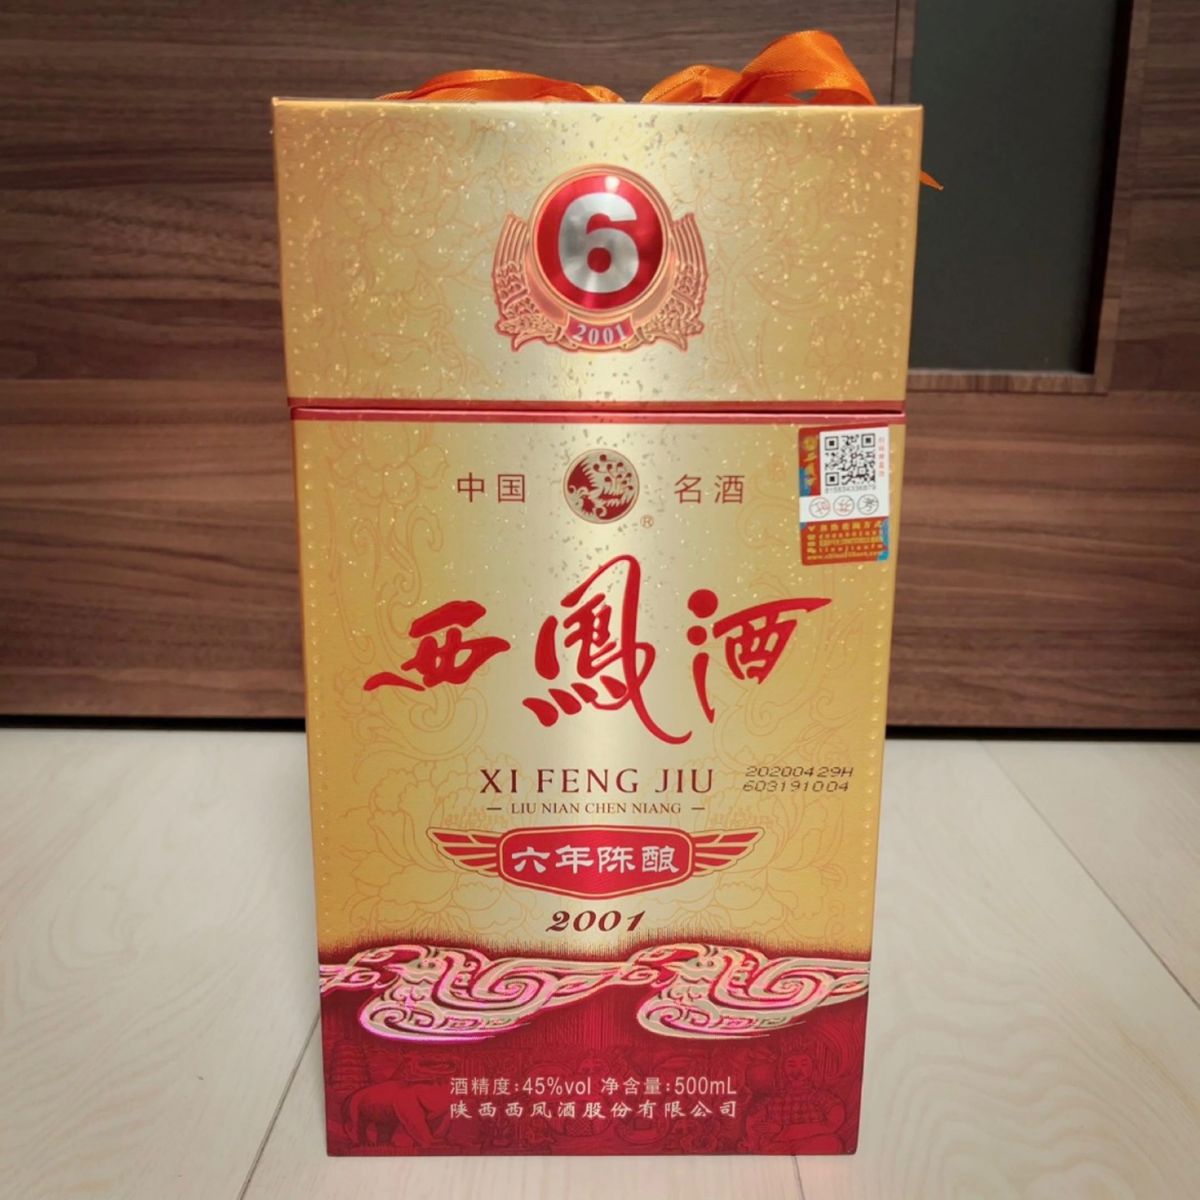 6
2001
中国 名酒
®
西鳳酒
XI FENG JIU
LIU NIAN CHEN NIANG
20200429H
603191004
六年陈酿
2001
酒精度:45%vol 净含量:500mL
陕西西凤酒股份有限公司